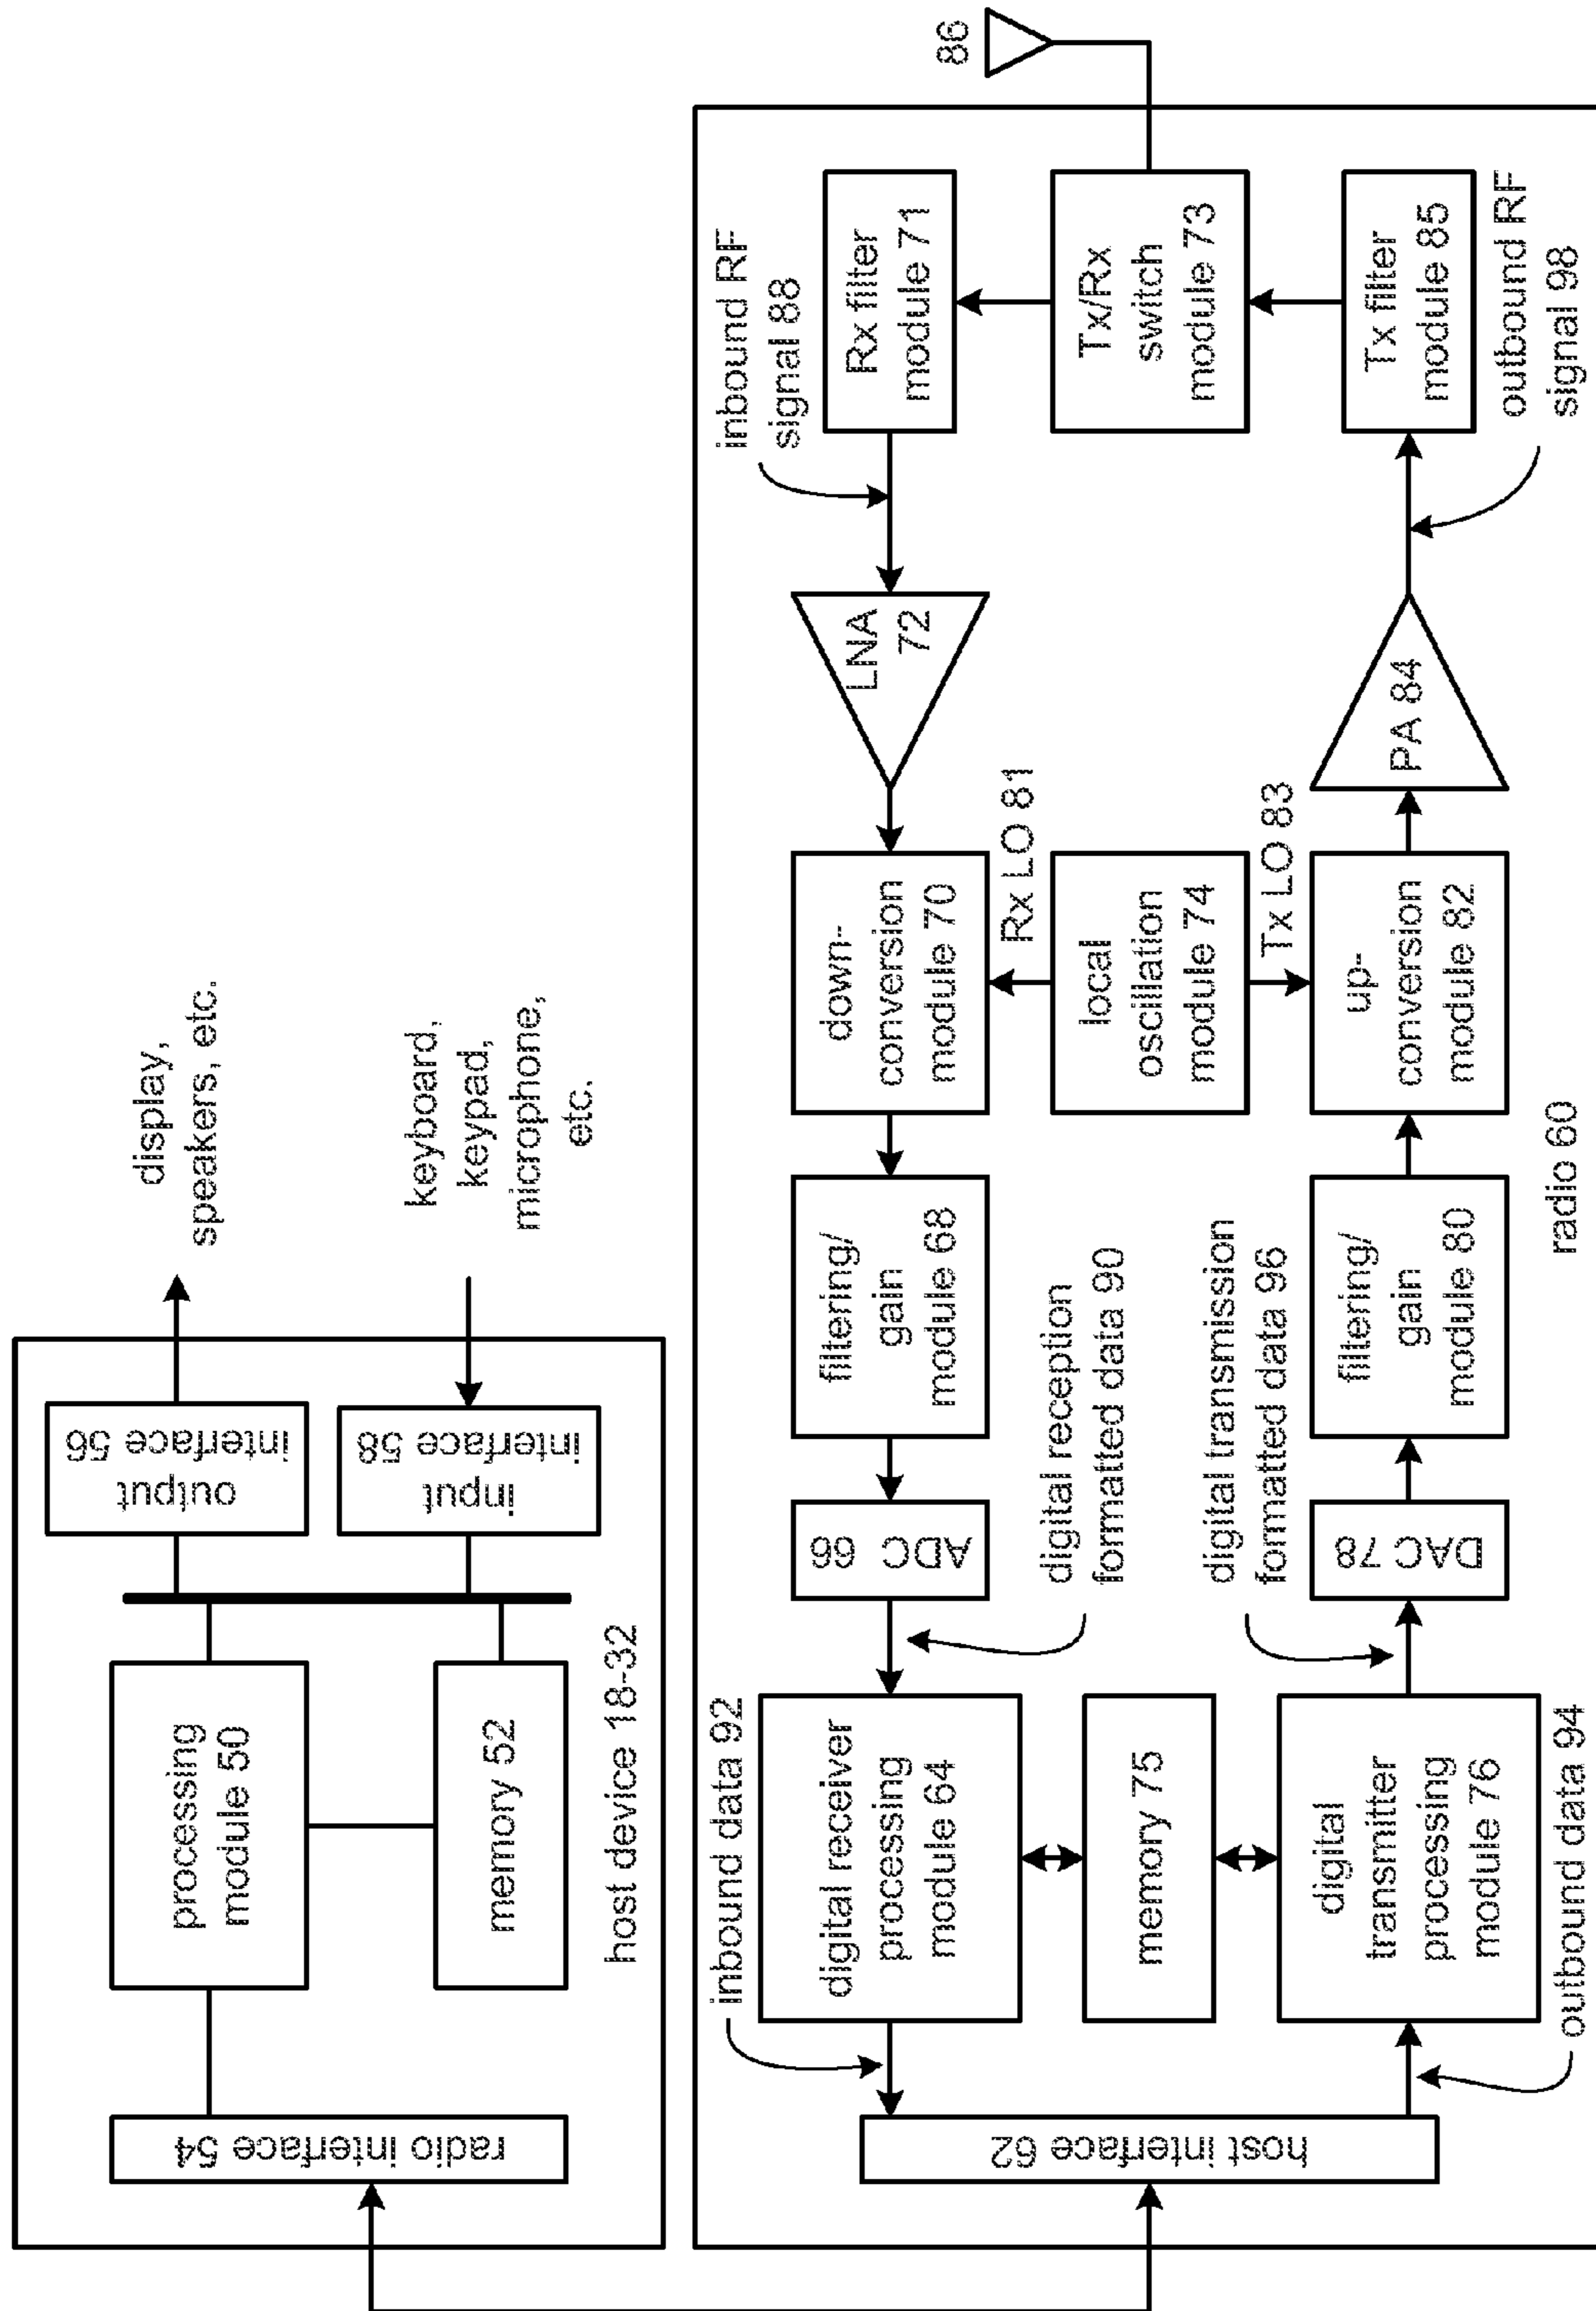 radio interface 54
processing
module 50
memory 52
output
interface 56
input
interface 58
display,
speakers, etc.
keyboard,
keypad,
microphone,
etc.
host device 18-32
host interface 62
inbound data 92
digital receiver
processing
module 64
memory 75
digital
transmitter
processing
module 76
outbound data 94
ADC 66
digital reception
formatted data 90
digital transmission
formatted data 96
DAC 78
filtering/
gain
module 68
filtering/
gain
module 80
down-
conversion
module 70
Rx LO 81
local
oscillation
module 74
Tx LO 83
up-
conversion
module 82
LNA
72
PA 84
inbound RF
signal 88
Rx filter
module 71
Tx/Rx
switch
module 73
Tx filter
module 85
outbound RF
signal 98
86
radio 60